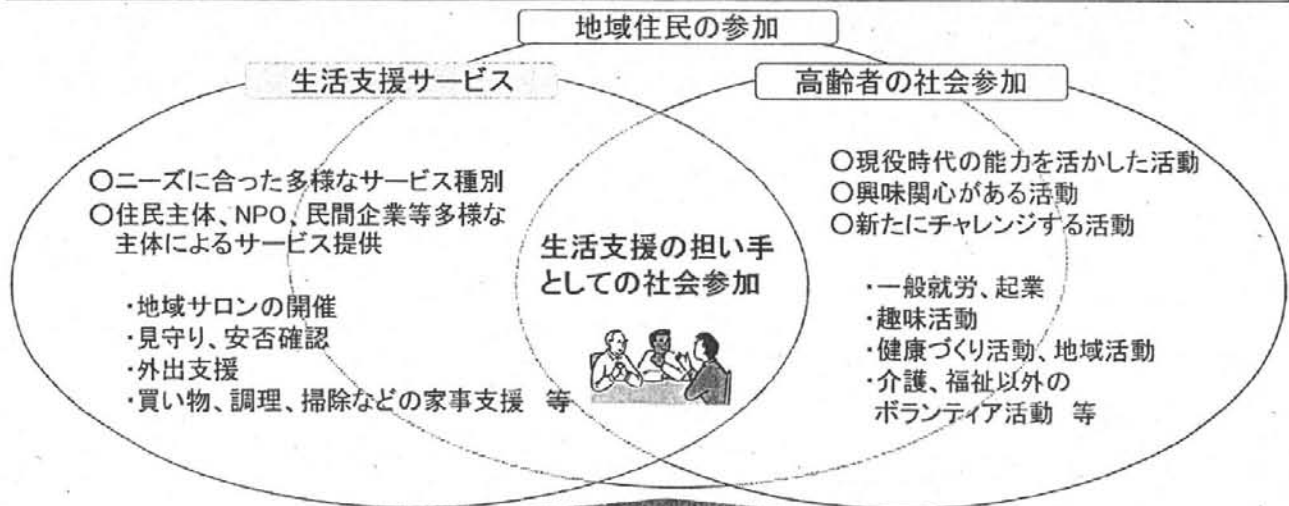 地域住民の参加
生活支援サービス
高齢者の社会参加
○ニーズに合った多様なサービス種別
○住民主体、NPO、民間企業等多様な
主体によるサービス提供
・地域サロンの開催
・見守り、安否確認
・外出支援
・買い物、調理、掃除などの家事支援　等
生活支援の担い手
としての社会参加
○現役時代の能力を活かした活動
○興味関心がある活動
○新たにチャレンジする活動
・一般就労、起業
・趣味活動
・健康づくり活動、地域活動
・介護、福祉以外の
ボランティア活動　等